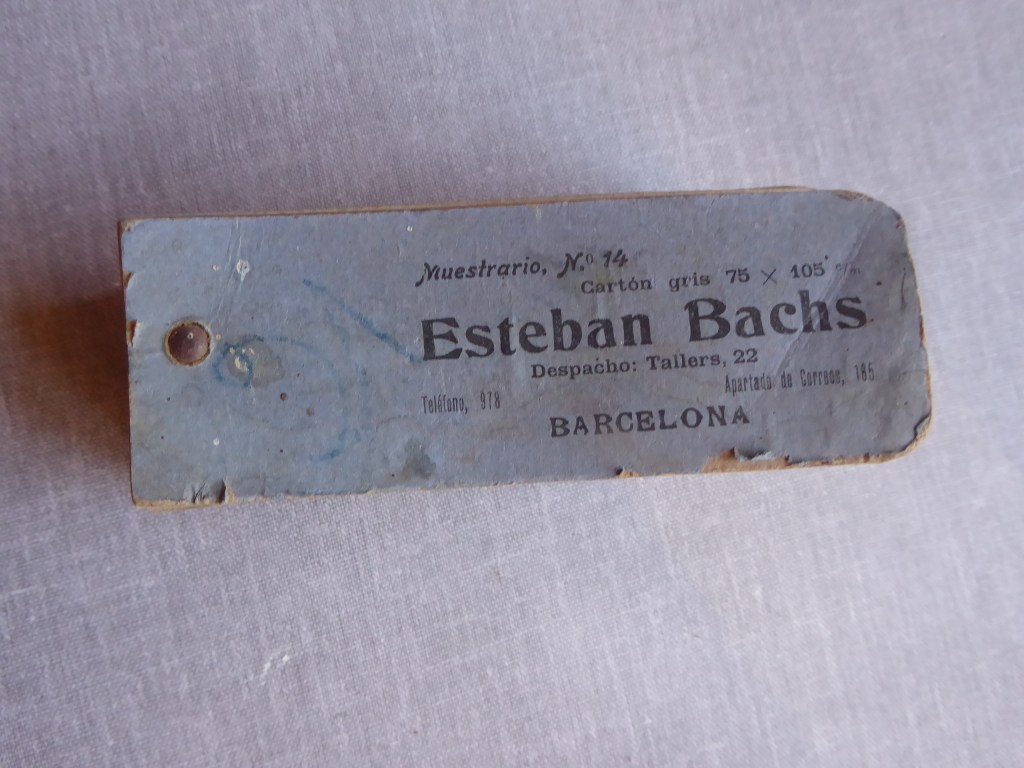 Muestrario, N.º 14
Cartón gris 75 × 105 c/m.
Esteban Bachs
Despacho: Tallers, 22
Teléfono, 978
Apartado de Correos, 185
BARCELONA